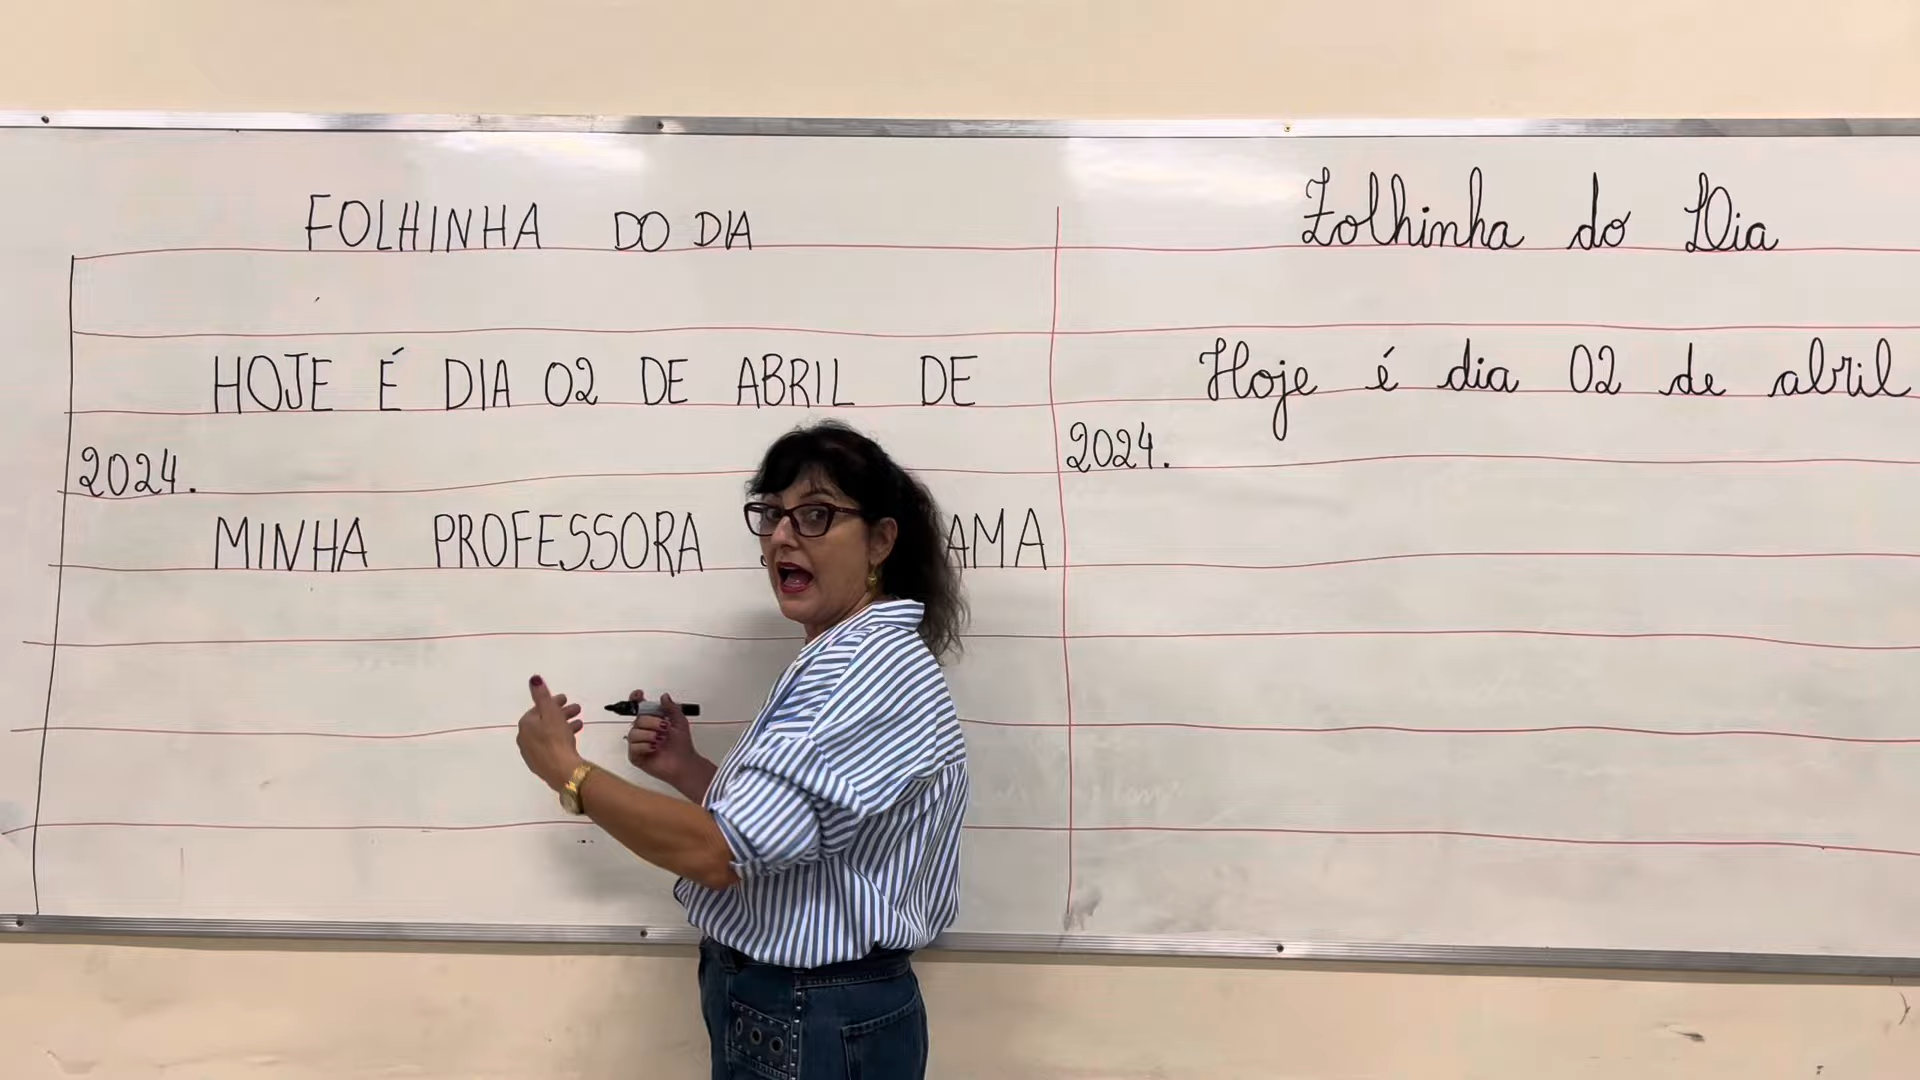 FOLHINHA DO DIA
HOJE É DIA 02 DE ABRIL DE
2024.
MINHA PROFESSORA AMA
Folhinha do Dia
Hoje é dia 02 de abril
2024.